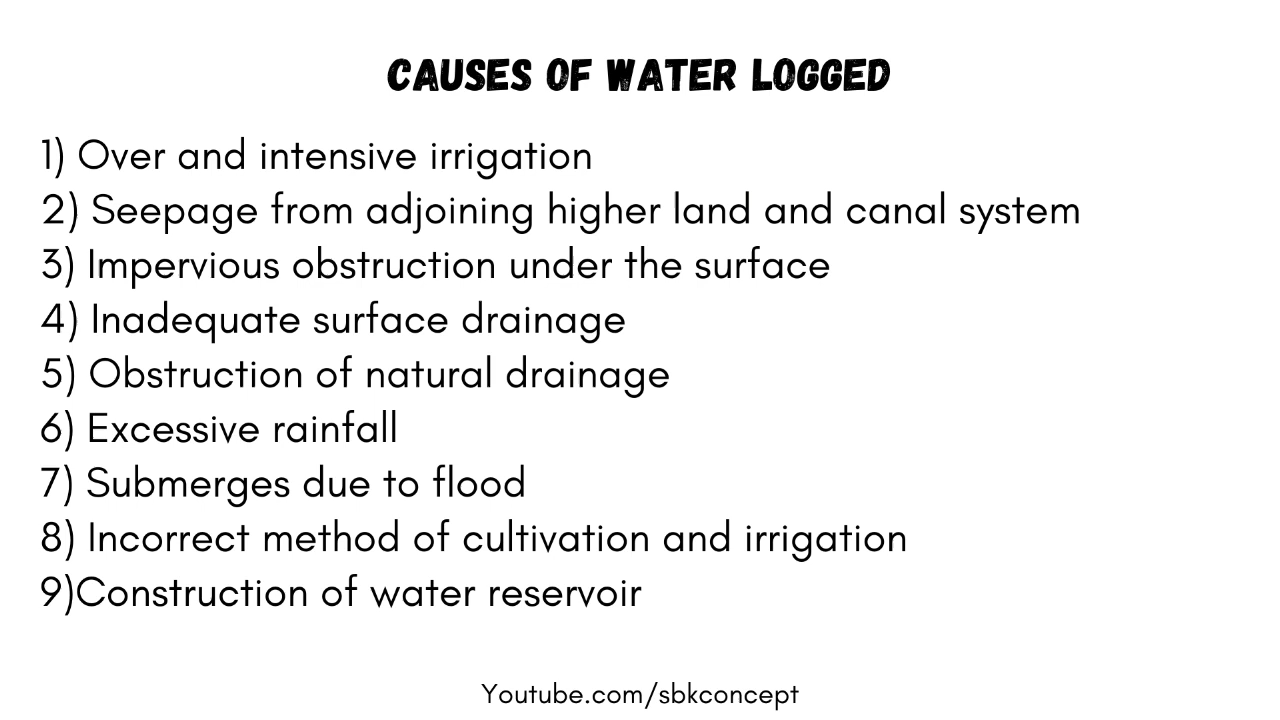 CAUSES OF WATER LOGGED
1) Over and intensive irrigation
2) Seepage from adjoining higher land and canal system
3) Impervious obstruction under the surface
4) Inadequate surface drainage
5) Obstruction of natural drainage
6) Excessive rainfall
7) Submerges due to flood
8) Incorrect method of cultivation and irrigation
9)Construction of water reservoir
Youtube.com/sbkconcept